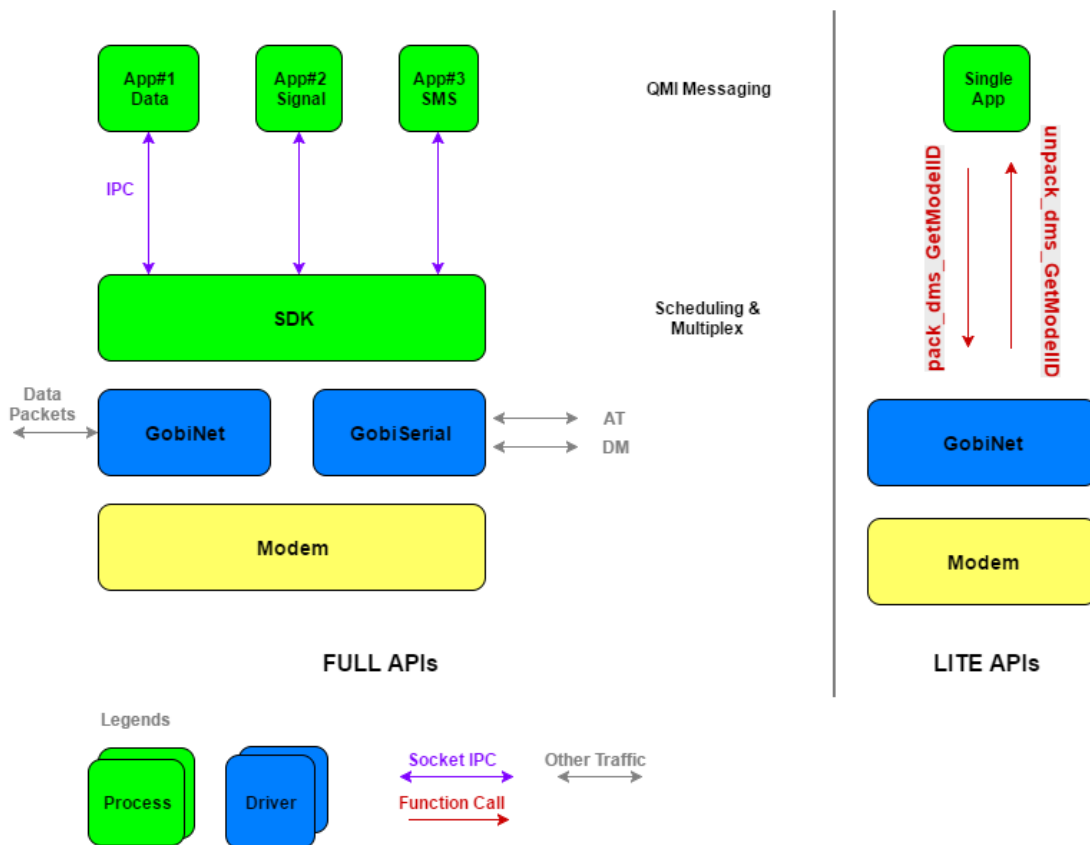 App#1
Data
App#2
Signal
App#3
SMS
QMI Messaging
Single
App
IPC
pack_dms_GetModelID
unpack_dms_GetModelID
SDK
Scheduling &
Multiplex
Data
Packets
GobiNet
GobiSerial
AT
DM
GobiNet
Modem
Modem
FULL APIs
LITE APIs
Legends
Process
Driver
Socket IPC
Function Call
Other Traffic